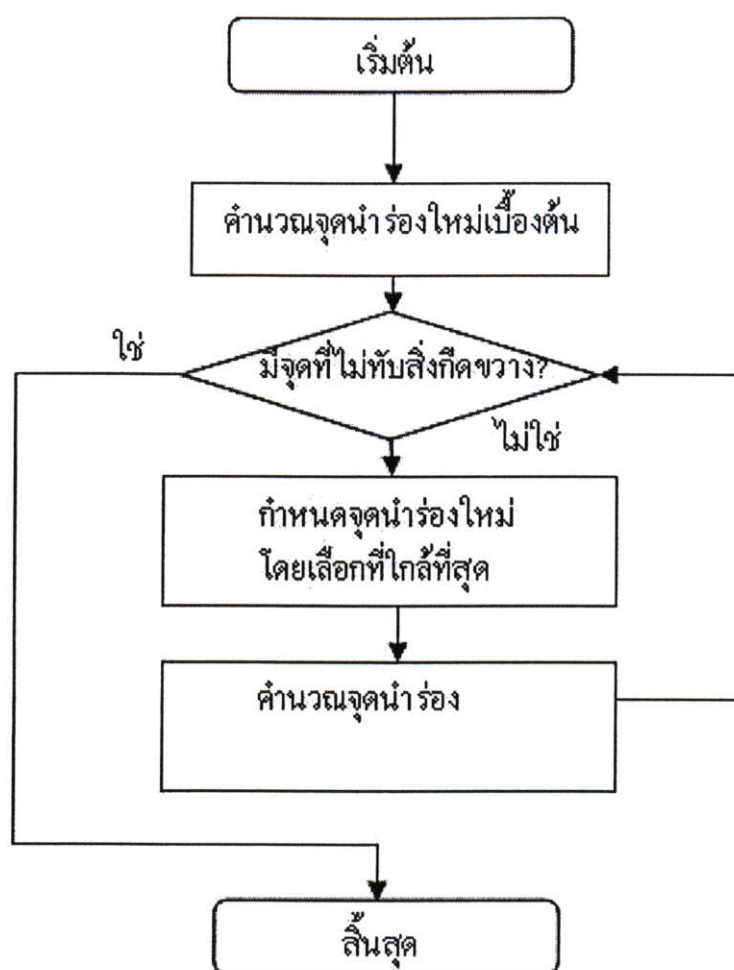 เริ่มต้น
คำนวณจุดนำร่องใหม่เบื้องต้น
ใช่
มีจุดที่ไม่ทับสิ่งกีดขวาง?
ไม่ใช่
กำหนดจุดนำร่องใหม่
โดยเลือกที่ใกล้ที่สุด
คำนวณจุดนำร่อง
สิ้นสุด